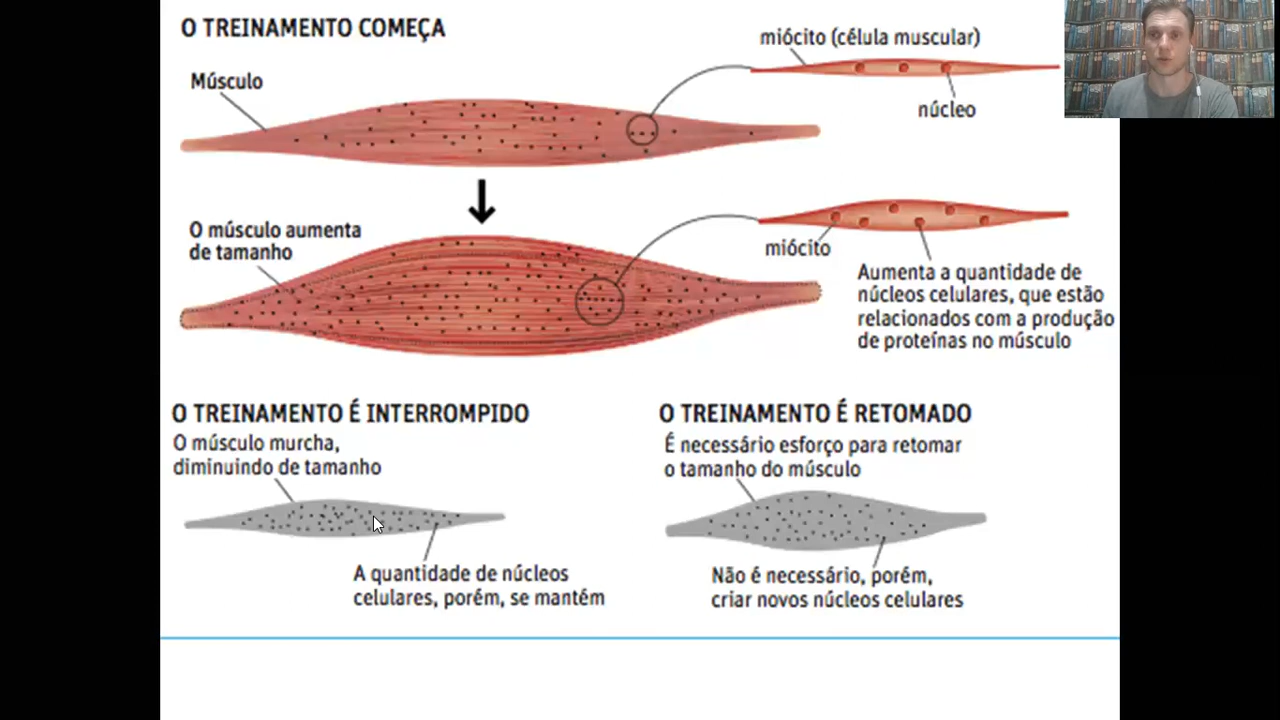 O TREINAMENTO COMEÇA
Músculo
miócito (célula muscular)
núcleo
O músculo aumenta
de tamanho
miócito
Aumenta a quantidade de
núcleos celulares, que estão
relacionados com a produção
de proteínas no músculo
O TREINAMENTO É INTERROMPIDO
O músculo murcha,
diminuindo de tamanho
A quantidade de núcleos
celulares, porém, se mantém
O TREINAMENTO É RETOMADO
É necessário esforço para retomar
o tamanho do músculo
Não é necessário, porém,
criar novos núcleos celulares